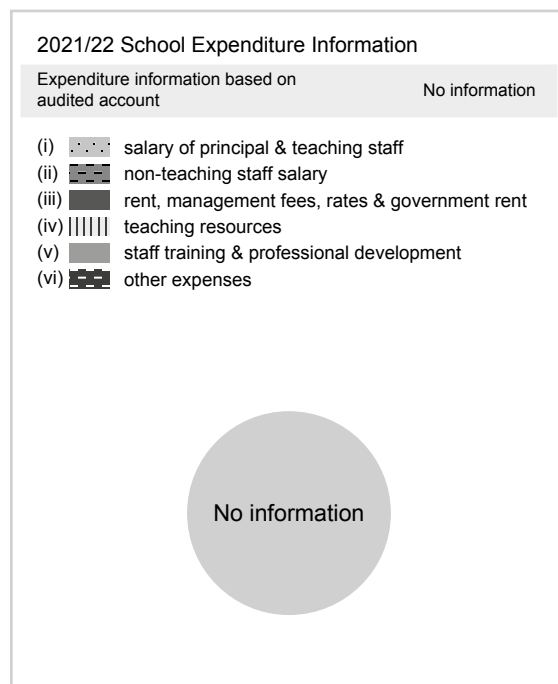 2021/22 School Expenditure Information
Expenditure information based on
audited account
No information
(i) salary of principal & teaching staff
(ii) non-teaching staff salary
(iii) rent, management fees, rates & government rent
(iv) teaching resources
(v) staff training & professional development
(vi) other expenses
No information